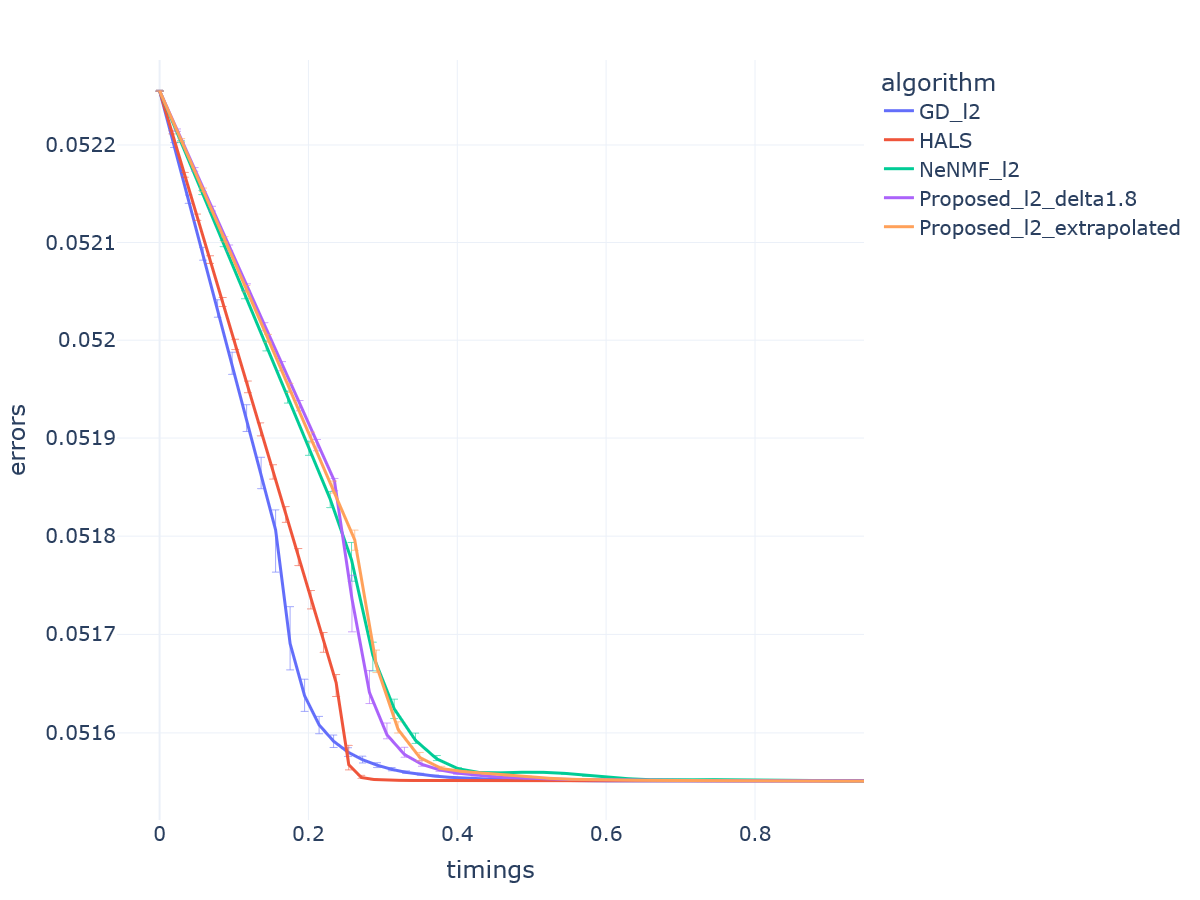 algorithm
GD_l2
HALS
NeNMF_l2
Proposed_l2_delta1.8
Proposed_l2_extrapolated
errors
0.0522
0.0521
0.052
0.0519
0.0518
0.0517
0.0516
0 0.2 0.4 0.6 0.8
timings